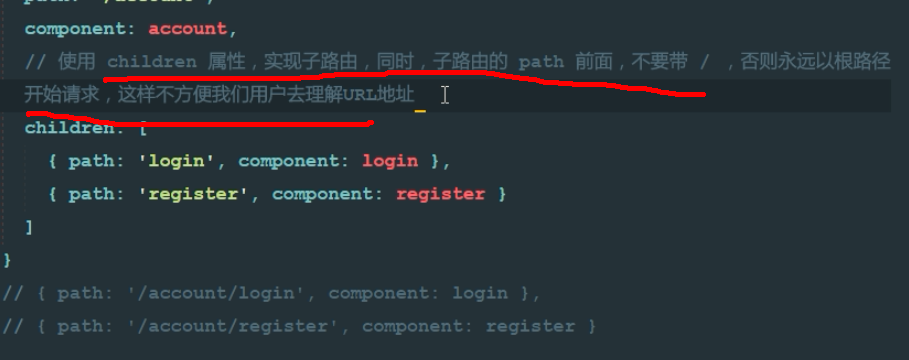 component: account,
// 使用 children 属性，实现子路由，同时，子路由的 path 前面，不要带 / ，否则永远以根路径
开始请求，这样不方便我们用户去理解URL地址
children: [
{ path: 'login', component: login },
{ path: 'register', component: register }
]
}
// { path: '/account/login', component: login },
// { path: '/account/register', component: register }